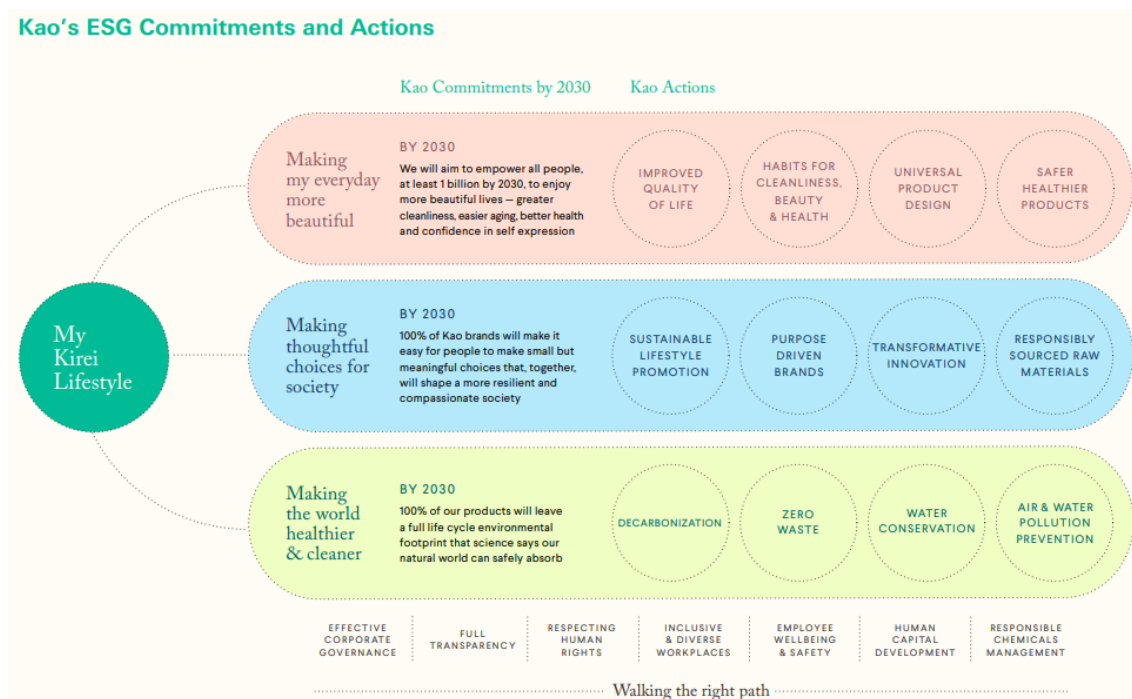 Kao's ESG Commitments and Actions
Kao Commitments by 2030
Kao Actions
My
Kirei
Lifestyle
Making
my everyday
more
beautiful
BY 2030
We will aim to empower all people,
at least 1 billion by 2030, to enjoy
more beautiful lives — greater
cleanliness, easier aging, better health
and confidence in self expression
IMPROVED
QUALITY
OF LIFE
HABITS FOR
CLEANLINESS,
BEAUTY
& HEALTH
UNIVERSAL
PRODUCT
DESIGN
SAFER
HEALTHIER
PRODUCTS
Making
thoughtful
choices for
society
BY 2030
100% of Kao brands will make it
easy for people to make small but
meaningful choices that, together,
will shape a more resilient and
compassionate society
SUSTAINABLE
LIFESTYLE
PROMOTION
PURPOSE
DRIVEN
BRANDS
TRANSFORMATIVE
INNOVATION
RESPONSIBLY
SOURCED RAW
MATERIALS
Making
the world
healthier
& cleaner
BY 2030
100% of our products will leave
a full life cycle environmental
footprint that science says our
natural world can safely absorb
DECARBONIZATION
ZERO
WASTE
WATER
CONSERVATION
AIR & WATER
POLLUTION
PREVENTION
EFFECTIVE
CORPORATE
GOVERNANCE
FULL
TRANSPARENCY
RESPECTING
HUMAN
RIGHTS
INCLUSIVE
& DIVERSE
WORKPLACES
EMPLOYEE
WELLBEING
& SAFETY
HUMAN
CAPITAL
DEVELOPMENT
RESPONSIBLE
CHEMICALS
MANAGEMENT
Walking the right path